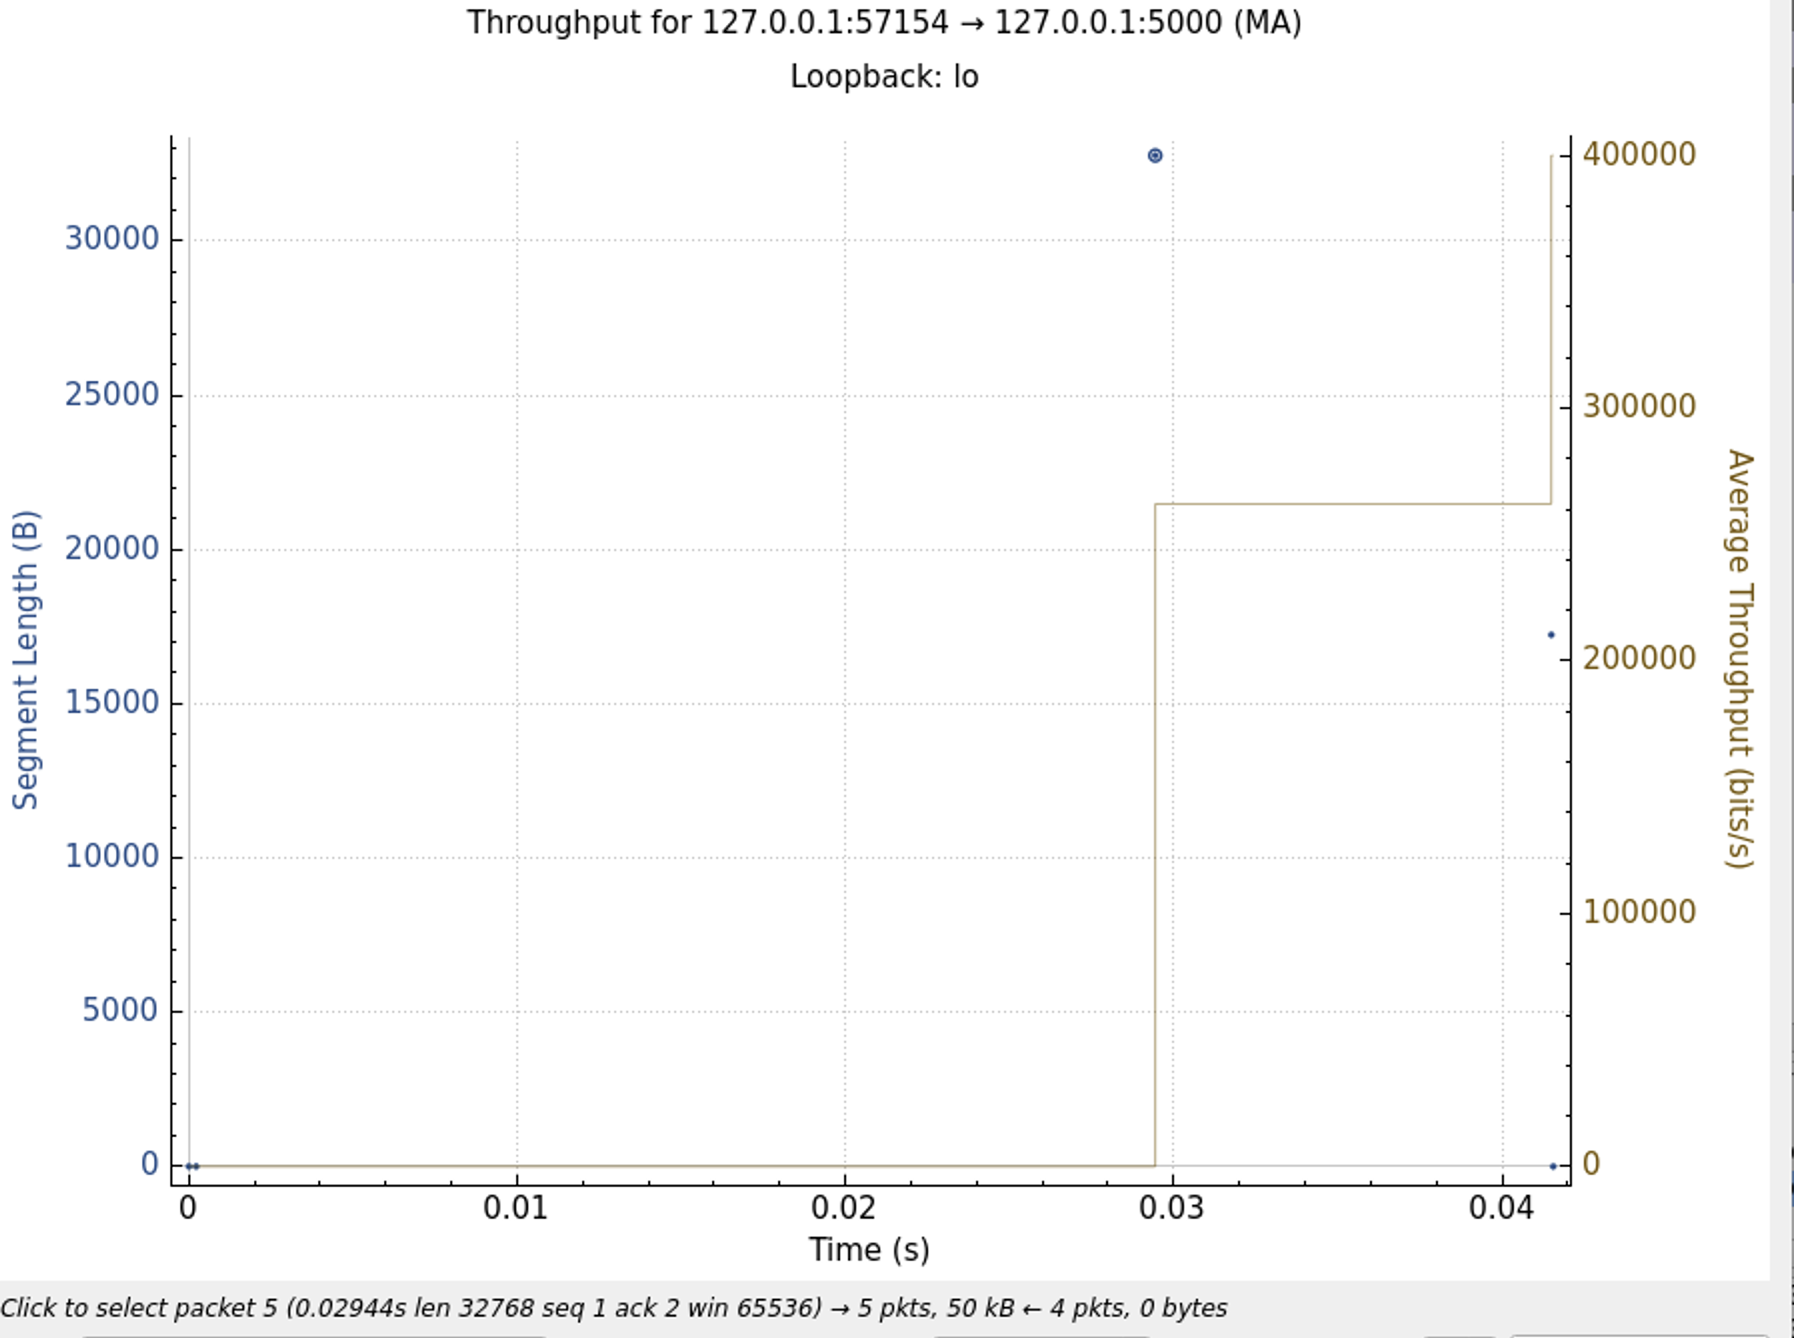 Throughput for 127.0.0.1:57154 → 127.0.0.1:5000 (MA)
Loopback: lo
Segment Length (B)
30000
25000
20000
15000
10000
5000
0
400000
300000
200000
100000
0
Average Throughput (bits/s)
0 0.01 0.02 0.03 0.04
Time (s)
Click to select packet 5 (0.02944s len 32768 seq 1 ack 2 win 65536) → 5 pkts, 50 kB ← 4 pkts, 0 bytes